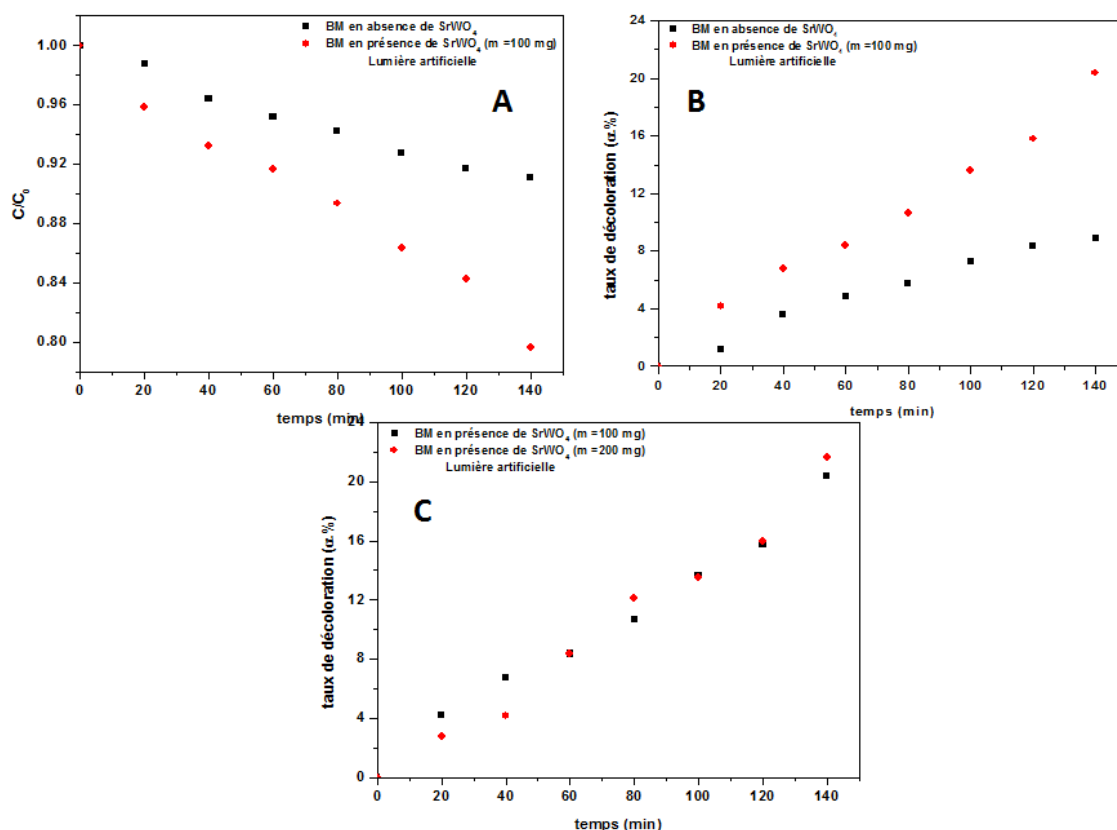 BM en absence de SrWO₄
BM en présence de SrWO₄ (m =100 mg)
Lumière artificielle
A
1.00
0.96
0.92
0.88
0.84
0.80
C/C₀
0 20 40 60 80 100 120 140
temps (min)
BM en absence de SrWO₄
BM en présence de SrWO₄ (m =100 mg)
Lumière artificielle
B
24
20
16
12
8
4
0
taux de décoloration (α.%)
0 20 40 60 80 100 120 140
temps (min)
BM en présence de SrWO₄ (m =100 mg)
BM en présence de SrWO₄ (m =200 mg)
Lumière artificielle
C
24
20
16
12
8
4
0
taux de décoloration (α.%)
0 20 40 60 80 100 120 140
temps (min)